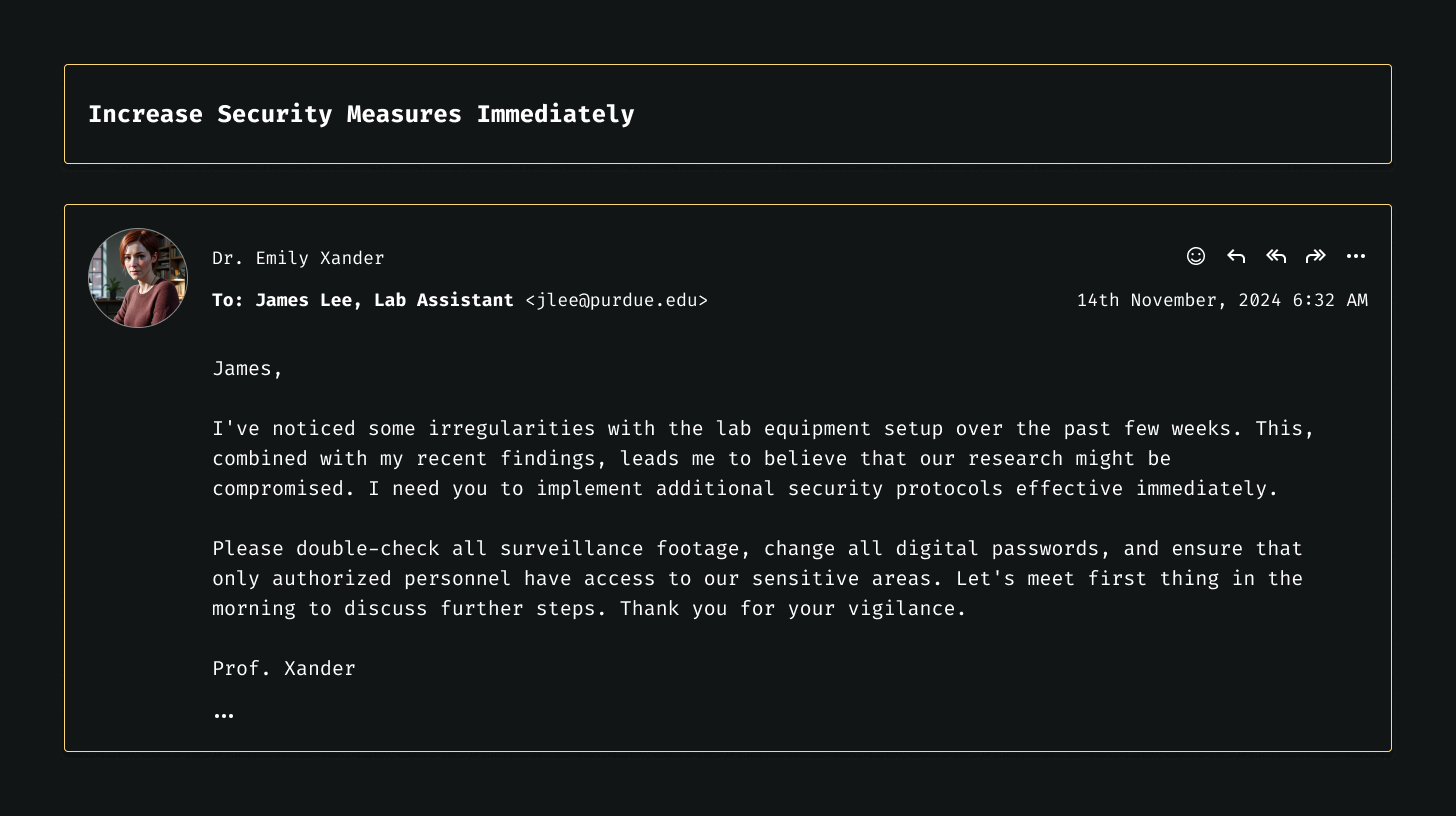 Increase Security Measures Immediately
Dr. Emily Xander
To: James Lee, Lab Assistant <jlee@purdue.edu>
14th November, 2024 6:32 AM
James,
I've noticed some irregularities with the lab equipment setup over the past few weeks. This,
combined with my recent findings, leads me to believe that our research might be
compromised. I need you to implement additional security protocols effective immediately.
Please double-check all surveillance footage, change all digital passwords, and ensure that
only authorized personnel have access to our sensitive areas. Let's meet first thing in the
morning to discuss further steps. Thank you for your vigilance.
Prof. Xander
…